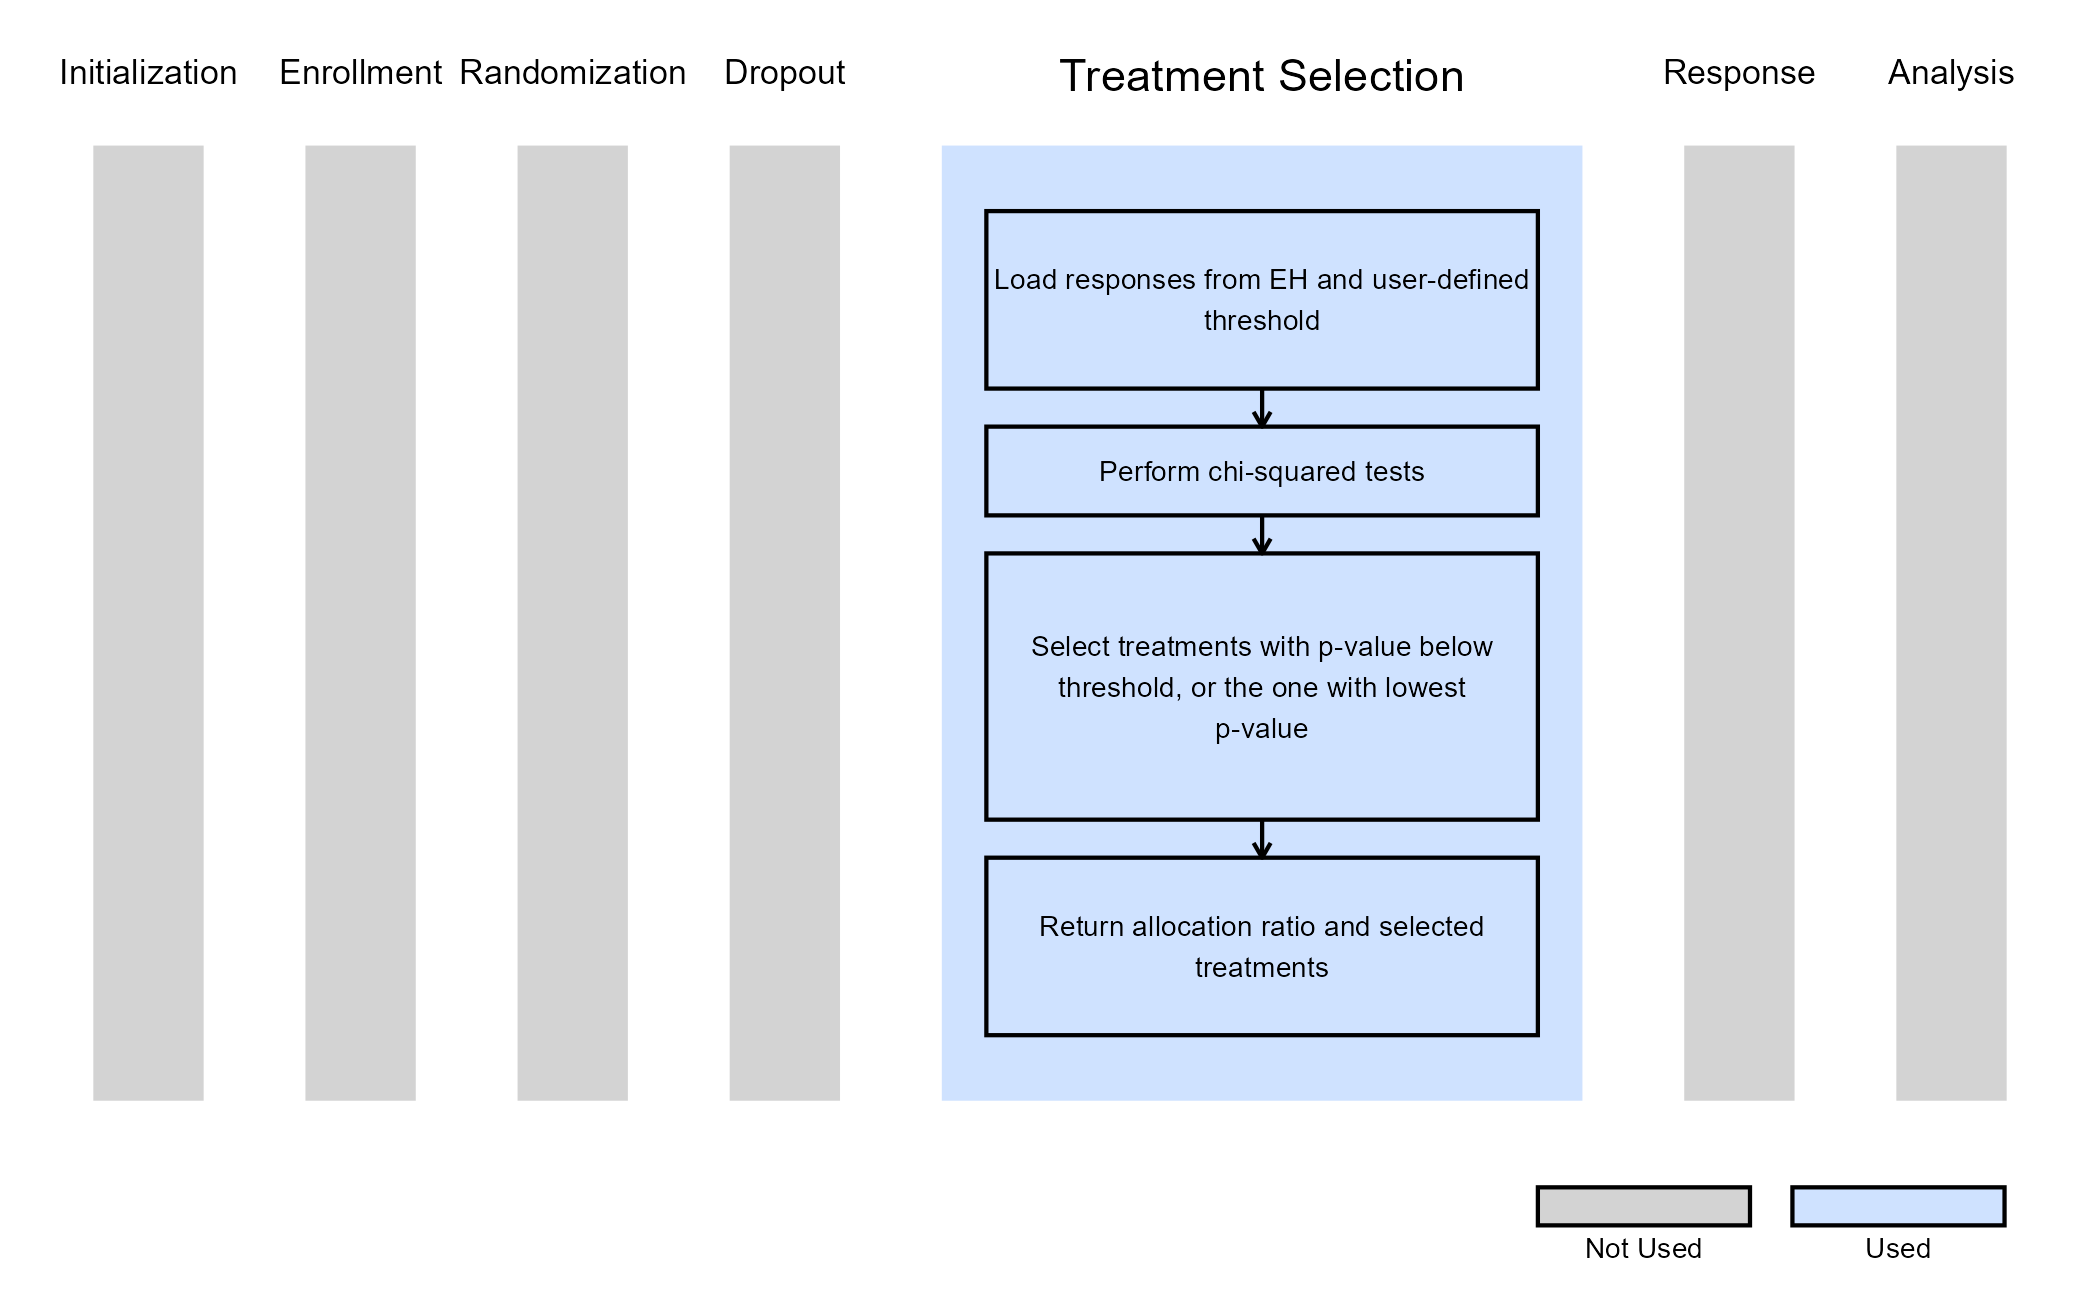 Initialization
Enrollment
Randomization
Dropout
Treatment Selection
Response
Analysis
Load responses from EH and user-defined
threshold
Perform chi-squared tests
Select treatments with p-value below
threshold, or the one with lowest
p-value
Return allocation ratio and selected
treatments
Not Used
Used